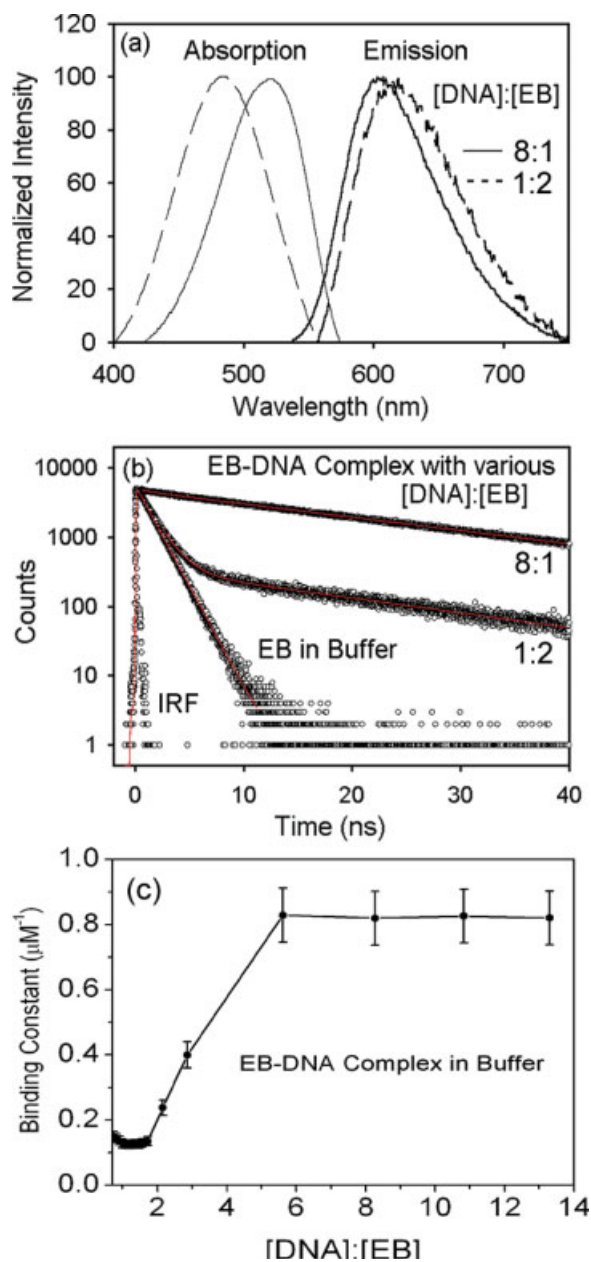 (a)
Absorption
Emission
[DNA]:[EB]
8:1
1:2
120
100
80
60
40
20
0
Normalized Intensity
400
500
600
700
Wavelength (nm)
(b)
EB-DNA Complex with various
[DNA]:[EB]
8:1
1:2
EB in Buffer
IRF
10000
1000
100
10
1
Counts
0
10
20
30
40
Time (ns)
(c)
EB-DNA Complex in Buffer
1.0
0.8
0.6
0.4
0.2
0.0
Binding Constant (μM⁻¹)
2
4
6
8
10
12
14
[DNA]:[EB]